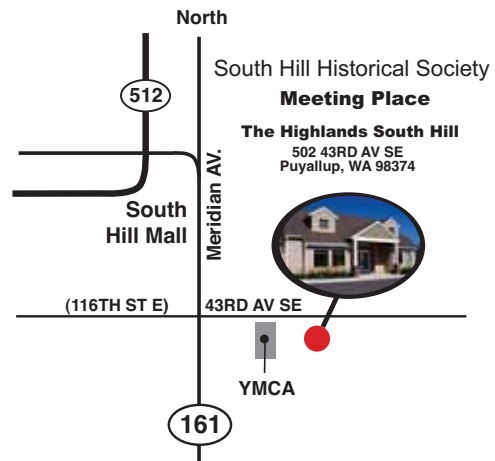 North
South Hill Historical Society
512
Meeting Place
The Highlands South Hill
502 43RD AV SE
Puyallup, WA 98374
Meridian AV.
South
Hill Mall
(116TH ST E)
43RD AV SE
YMCA
161